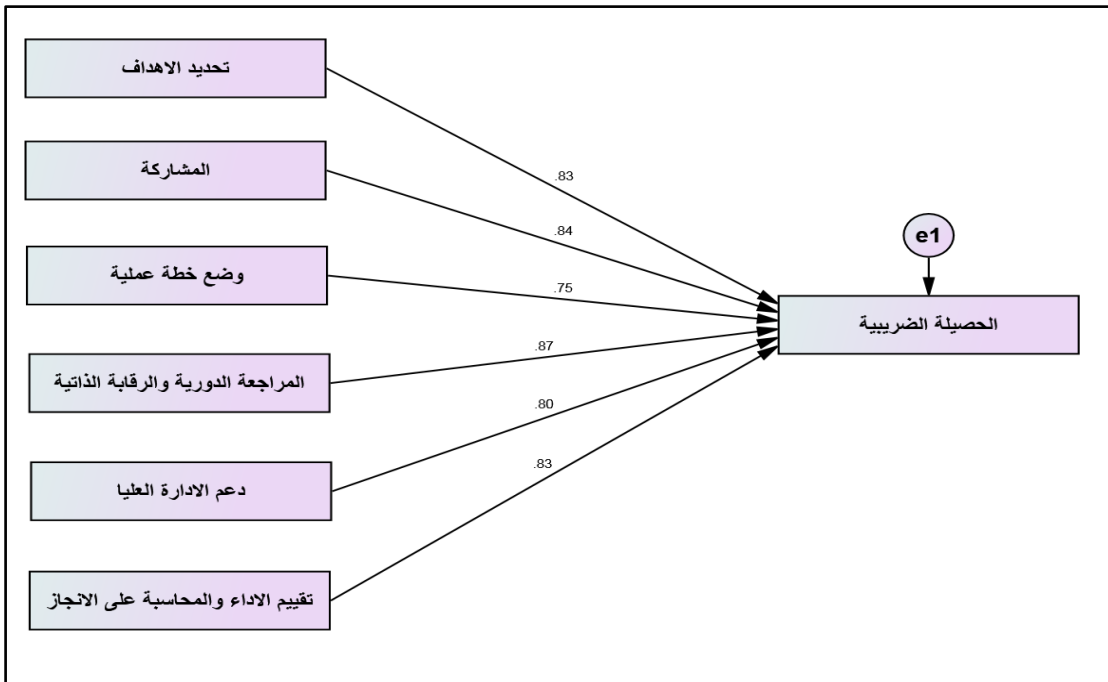 تحديد الاهداف
.83
المشاركة
.84
e1
وضع خطة عملية
.75
الحصيلة الضريبية
المراجعة الدورية والرقابة الذاتية
.87
.80
دعم الادارة العليا
.83
تقييم الاداء والمحاسبة على الانجاز